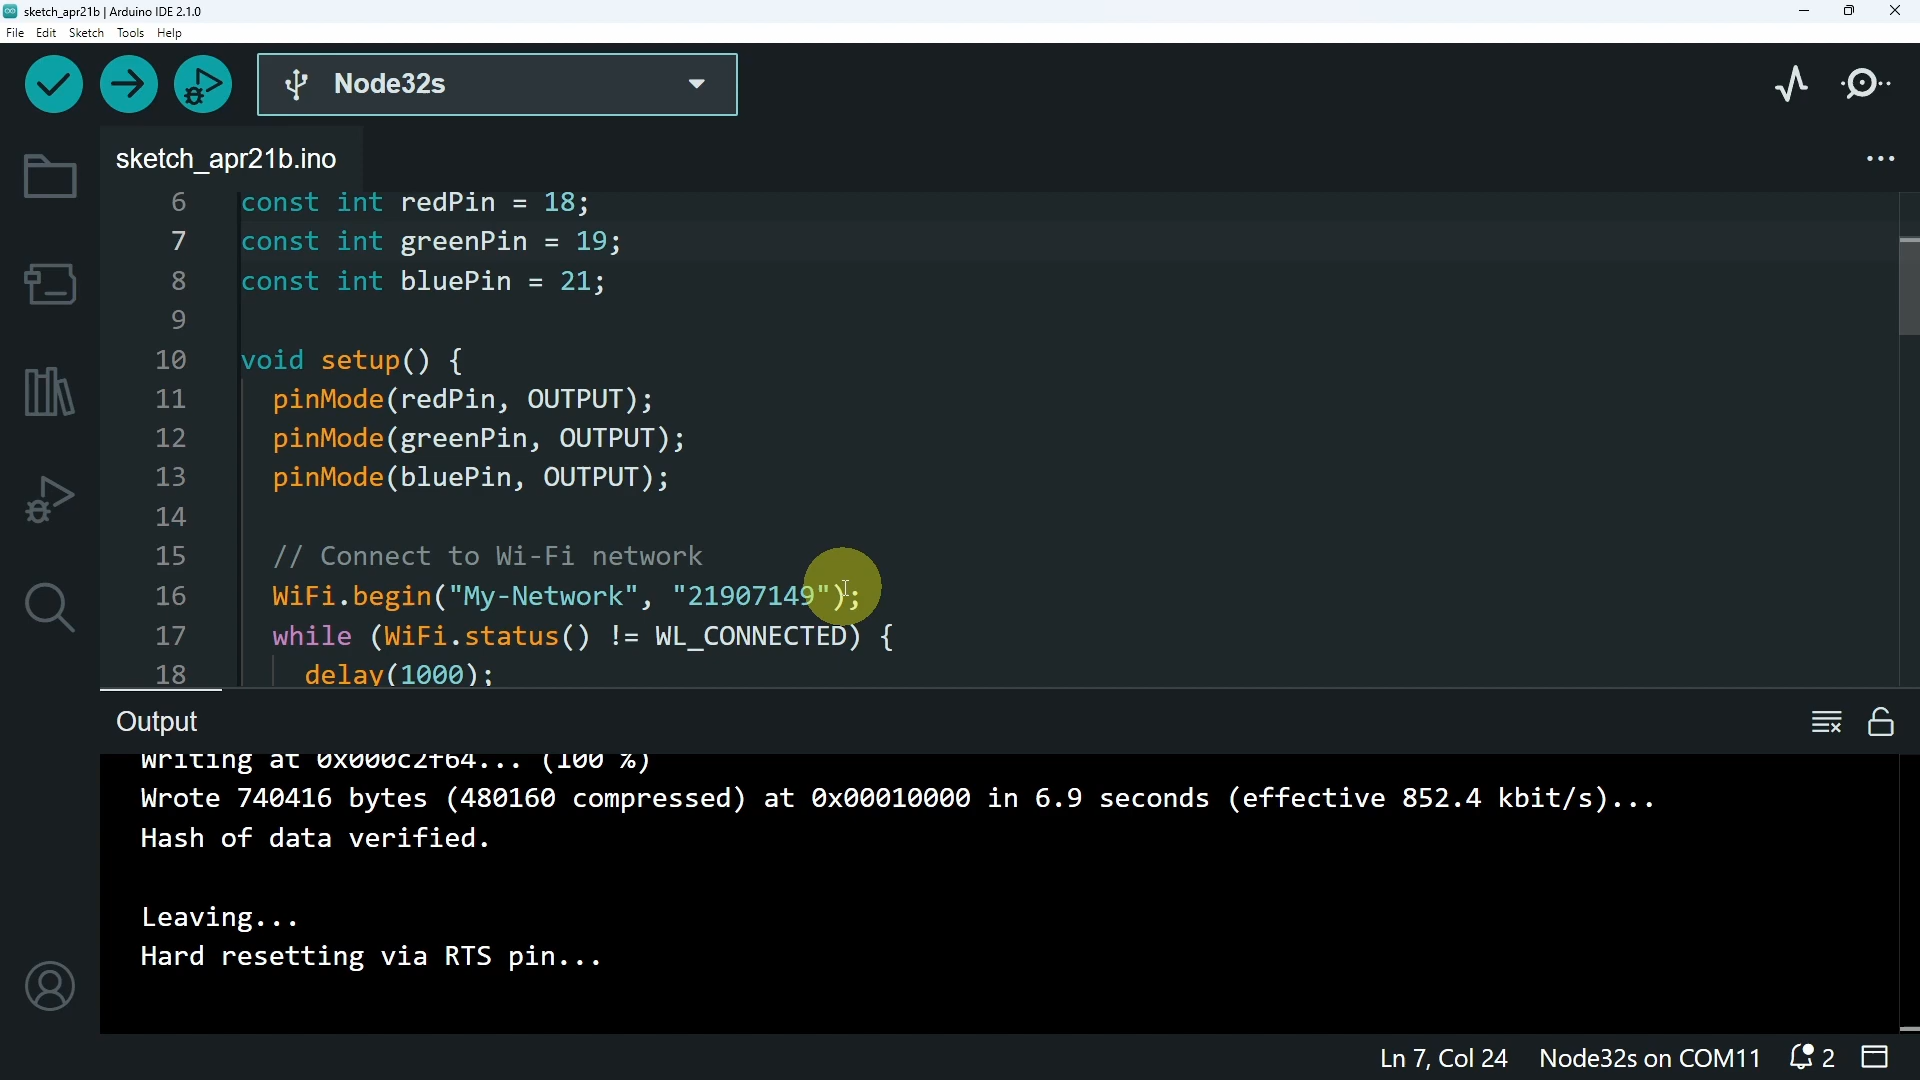 sketch_apr21b | Arduino IDE 2.1.0
File Edit Sketch Tools Help
Node32s
sketch_apr21b.ino
6 const int redPin = 18;
7 const int greenPin = 19;
8 const int bluePin = 21;
9
10 void setup() {
11 pinMode(redPin, OUTPUT);
12 pinMode(greenPin, OUTPUT);
13 pinMode(bluePin, OUTPUT);
14
15 // Connect to Wi-Fi network
16 WiFi.begin("My-Network", "21907149");
17 while (WiFi.status() != WL_CONNECTED) {
18 delay(1000);
Output
Writing at 0x000c2f64... (100 %)
Wrote 740416 bytes (480160 compressed) at 0x00010000 in 6.9 seconds (effective 852.4 kbit/s)...
Hash of data verified.
Leaving...
Hard resetting via RTS pin...
Ln 7, Col 24 Node32s on COM11 2